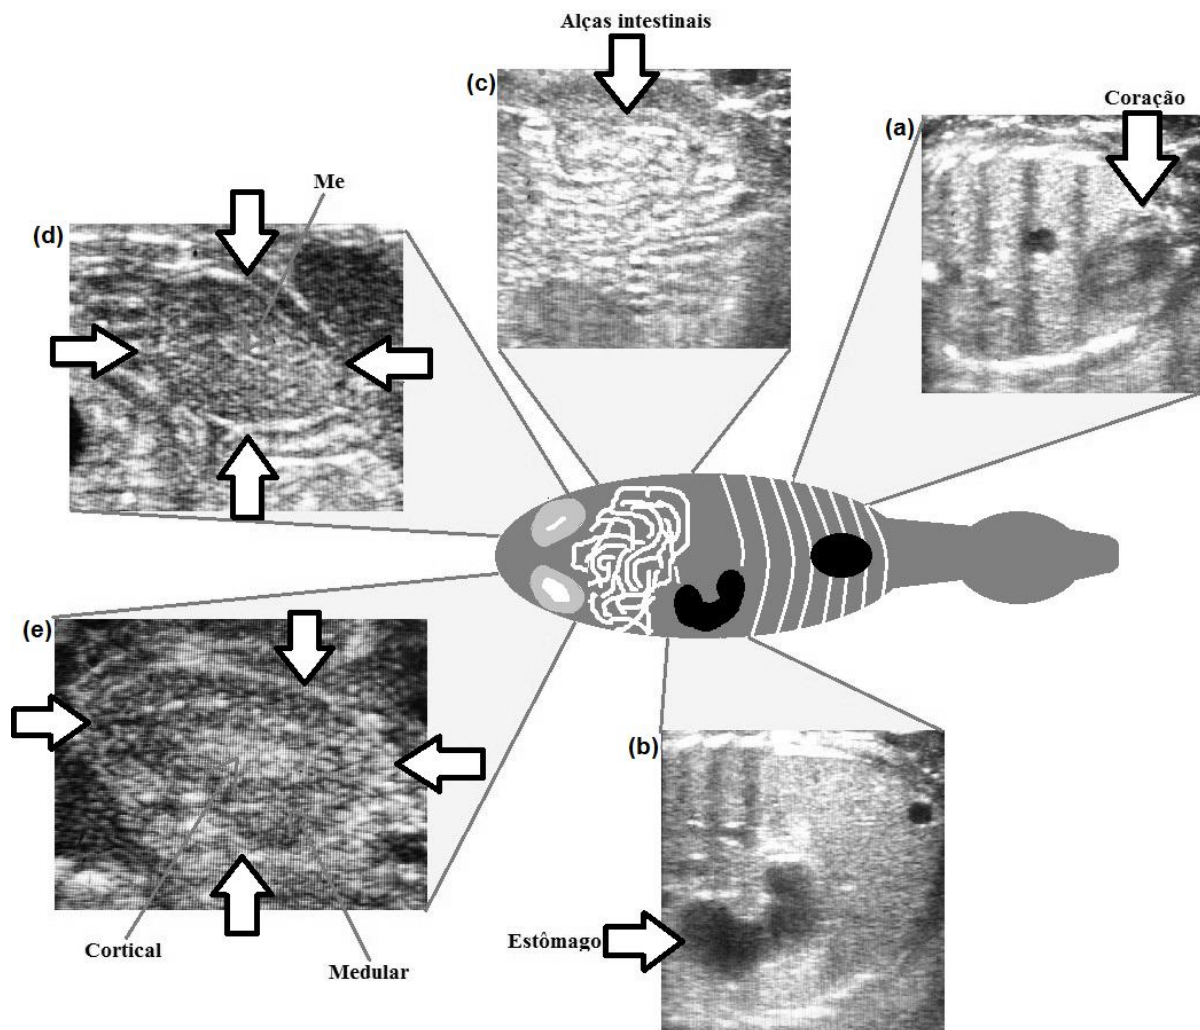 Alças intestinais
(c)
Coração
(a)
Me
(d)
(e)
(b)
Estômago
Cortical
Medular